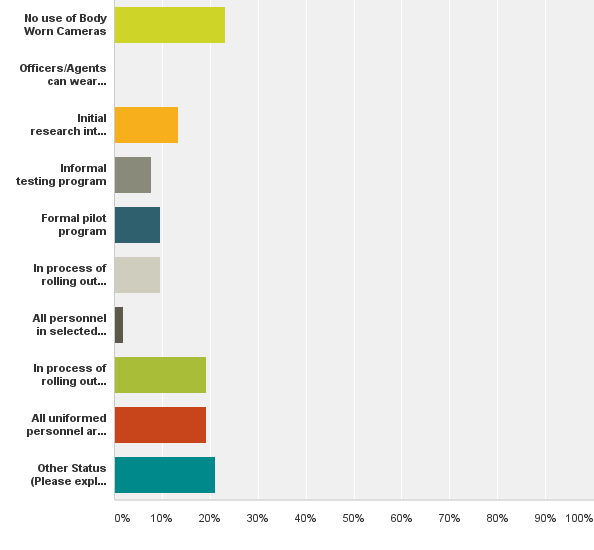 No use of Body
Worn Cameras
Officers/Agents
can wear...
Initial
research int...
Informal
testing program
Formal pilot
program
In process of
rolling out...
All personnel
in selected...
In process of
rolling out...
All uniformed
personnel ar...
Other Status
(Please expl...
0% 10% 20% 30% 40% 50% 60% 70% 80% 90% 100%